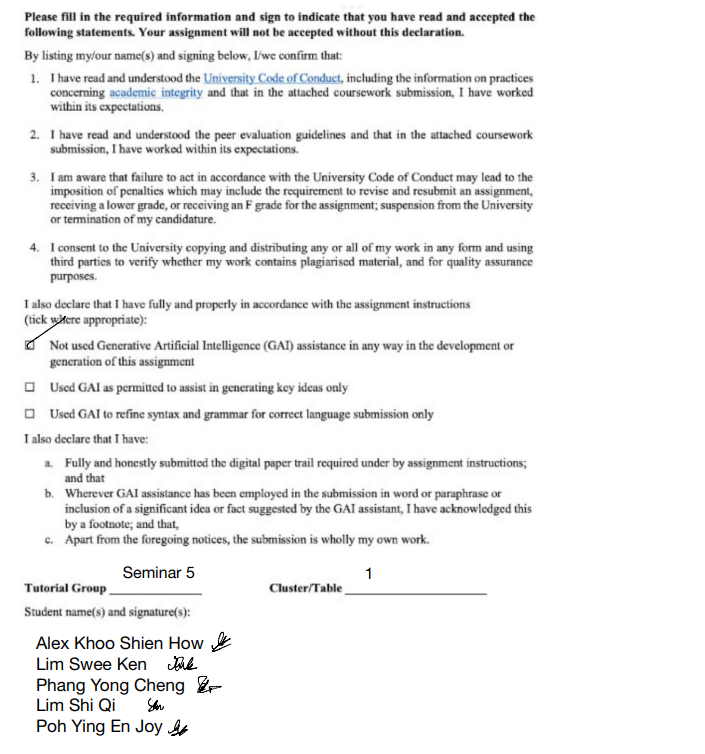 Please fill in the required information and sign to indicate that you have read and accepted the
following statements. Your assignment will not be accepted without this declaration.
By listing my/our name(s) and signing below, I/we confirm that:
1. I have read and understood the University Code of Conduct, including the information on practices
concerning academic integrity and that in the attached coursework submission, I have worked
within its expectations.
2. I have read and understood the peer evaluation guidelines and that in the attached coursework
submission, I have worked within its expectations.
3. I am aware that failure to act in accordance with the University Code of Conduct may lead to the
imposition of penalties which may include the requirement to revise and resubmit an assignment,
receiving a lower grade, or receiving an F grade for the assignment; suspension from the University
or termination of my candidature.
4. I consent to the University copying and distributing any or all of my work in any form and using
third parties to verify whether my work contains plagiarised material, and for quality assurance
purposes.
I also declare that I have fully and properly in accordance with the assignment instructions
(tick where appropriate):
Not used Generative Artificial Intelligence (GAI) assistance in any way in the development or
generation of this assignment
☐ Used GAI as permitted to assist in generating key ideas only
☐ Used GAI to refine syntax and grammar for correct language submission only
I also declare that I have:
a. Fully and honestly submitted the digital paper trail required under by assignment instructions;
and that
b. Wherever GAI assistance has been employed in the submission in word or paraphrase or
inclusion of a significant idea or fact suggested by the GAI assistant, I have acknowledged this
by a footnote; and that,
c. Apart from the foregoing notices, the submission is wholly my own work.
Tutorial Group Seminar 5 Cluster/Table 1
Student name(s) and signature(s):
Alex Khoo Shien How
Lim Swee Ken
Phang Yong Cheng
Lim Shi Qi
Poh Ying En Joy